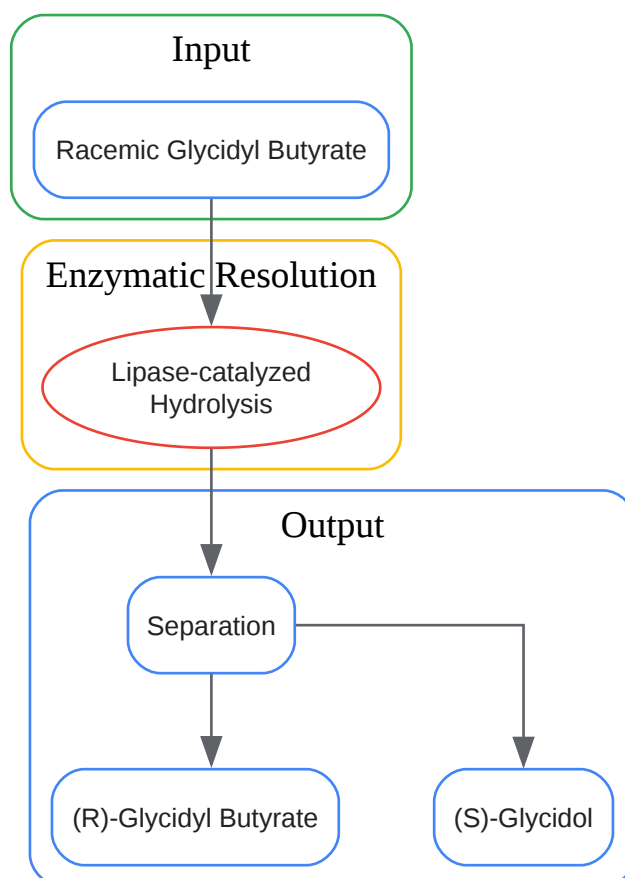 Input
Racemic Glycidyl Butyrate
Enzymatic Resolution
Lipase-catalyzed
Hydrolysis
Output
Separation
(R)-Glycidyl Butyrate
(S)-Glycidol